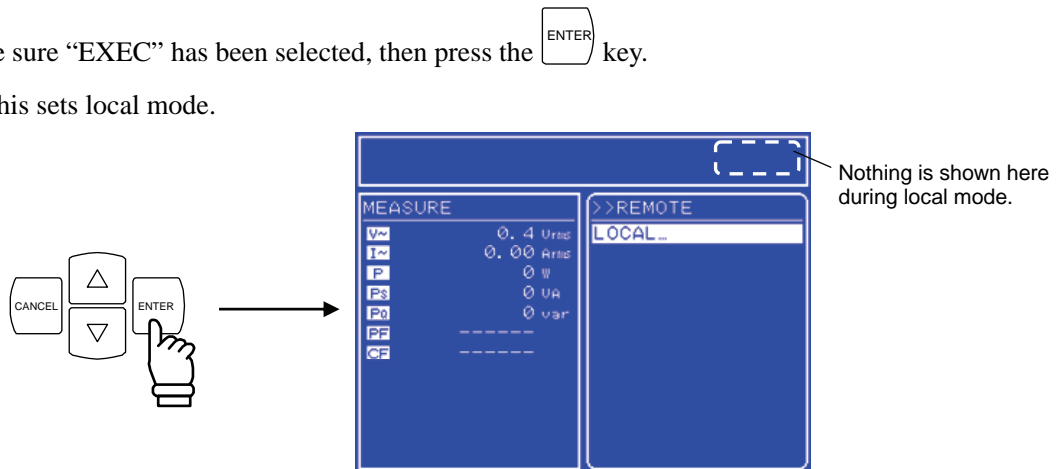 e sure “EXEC” has been selected, then press the ENTER key.
his sets local mode.
Nothing is shown here
during local mode.
MEASURE
V~ 0.4 Vrms
I~ 0.00 Arms
P 0 W
PS 0 VA
PQ 0 var
PF ------
CF ------
>>REMOTE
LOCAL…
CANCEL
ENTER